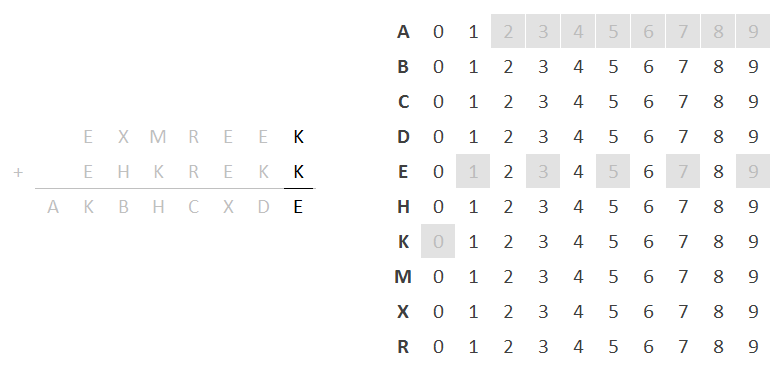 A 0 1 2 3 4 5 6 7 8 9
B 0 1 2 3 4 5 6 7 8 9
C 0 1 2 3 4 5 6 7 8 9
D 0 1 2 3 4 5 6 7 8 9
E X M R E E K
+ E H K R E K K
A K B H C X D E
E 0 1 2 3 4 5 6 7 8 9
H 0 1 2 3 4 5 6 7 8 9
K 0 1 2 3 4 5 6 7 8 9
M 0 1 2 3 4 5 6 7 8 9
X 0 1 2 3 4 5 6 7 8 9
R 0 1 2 3 4 5 6 7 8 9